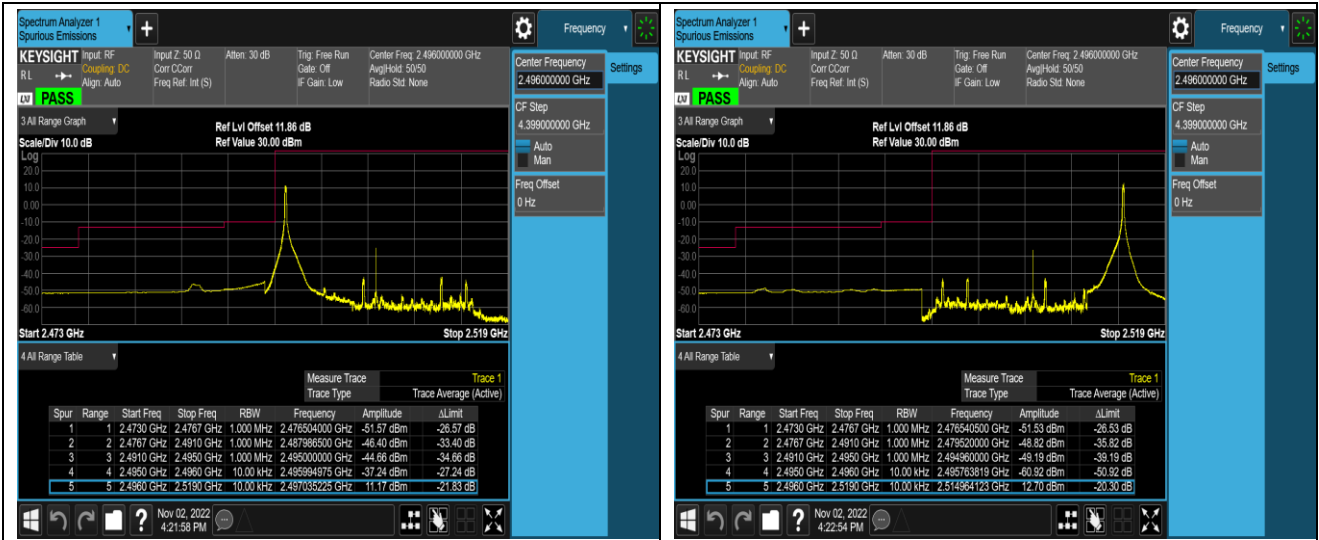 Spectrum Analyzer 1
Spurious Emissions
+
Frequency
KEYSIGHT Input: RF Input Z: 50 Ω Atten: 30 dB Trig: Free Run Center Freq: 2.496000000 GHz
Coupling: DC Corr CCorr Gate: Off Avg|Hold: 50/50
RL Align: Auto Freq Ref: Int (S) IF Gain: Low Radio Std: None
LXI PASS
Center Frequency
2.496000000 GHz
Settings
CF Step
4.399000000 GHz
Auto
Man
Freq Offset
0 Hz
3 All Range Graph
Ref Lvl Offset 11.86 dB
Scale/Div 10.0 dB Ref Value 30.00 dBm
Log
20.0
10.0
0.00
-10.0
-20.0
-30.0
-40.0
-50.0
-60.0
Start 2.473 GHz Stop 2.519 GHz
4 All Range Table
Measure Trace Trace 1
Trace Type Trace Average (Active)
Spur Range Start Freq Stop Freq RBW Frequency Amplitude ΔLimit
1 1 2.4730 GHz 2.4767 GHz 1.000 MHz 2.476504000 GHz -51.57 dBm -26.57 dB
2 2 2.4767 GHz 2.4910 GHz 1.000 MHz 2.487986500 GHz -46.40 dBm -33.40 dB
3 3 2.4910 GHz 2.4950 GHz 1.000 MHz 2.495000000 GHz -44.66 dBm -34.66 dB
4 4 2.4950 GHz 2.4960 GHz 10.00 kHz 2.495994975 GHz -37.24 dBm -27.24 dB
5 5 2.4960 GHz 2.5190 GHz 10.00 kHz 2.497035225 GHz 11.17 dBm -21.83 dB
? Nov 02, 2022
4:21:58 PM
Spectrum Analyzer 1
Spurious Emissions
+
Frequency
KEYSIGHT Input: RF Input Z: 50 Ω Atten: 30 dB Trig: Free Run Center Freq: 2.496000000 GHz
Coupling: DC Corr CCorr Gate: Off Avg|Hold: 50/50
RL Align: Auto Freq Ref: Int (S) IF Gain: Low Radio Std: None
LXI PASS
Center Frequency
2.496000000 GHz
Settings
CF Step
4.399000000 GHz
Auto
Man
Freq Offset
0 Hz
3 All Range Graph
Ref Lvl Offset 11.86 dB
Scale/Div 10.0 dB Ref Value 30.00 dBm
Log
20.0
10.0
0.00
-10.0
-20.0
-30.0
-40.0
-50.0
-60.0
Start 2.473 GHz Stop 2.519 GHz
4 All Range Table
Measure Trace Trace 1
Trace Type Trace Average (Active)
Spur Range Start Freq Stop Freq RBW Frequency Amplitude ΔLimit
1 1 2.4730 GHz 2.4767 GHz 1.000 MHz 2.476540500 GHz -51.53 dBm -26.53 dB
2 2 2.4767 GHz 2.4910 GHz 1.000 MHz 2.479520000 GHz -48.82 dBm -35.82 dB
3 3 2.4910 GHz 2.4950 GHz 1.000 MHz 2.494960000 GHz -49.19 dBm -39.19 dB
4 4 2.4950 GHz 2.4960 GHz 10.00 kHz 2.495763819 GHz -60.92 dBm -50.92 dB
5 5 2.4960 GHz 2.5190 GHz 10.00 kHz 2.514964123 GHz 12.70 dBm -20.30 dB
? Nov 02, 2022
4:22:54 PM